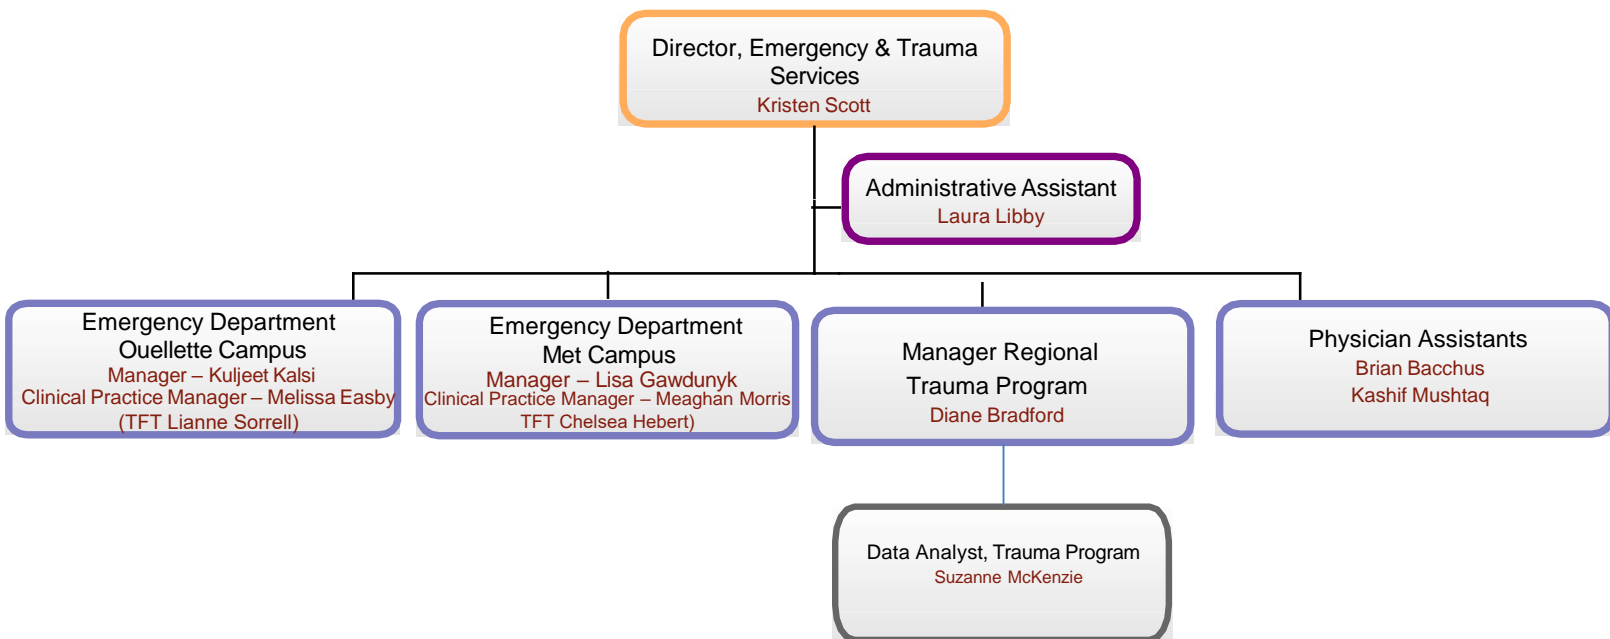 Director, Emergency & Trauma
Services
Kristen Scott
Administrative Assistant
Laura Libby
Emergency Department
Ouellette Campus
Manager – Kuljeet Kalsi
Clinical Practice Manager – Melissa Easby
(TFT Lianne Sorrell)
Emergency Department
Met Campus
Manager – Lisa Gawdunyk
Clinical Practice Manager – Meaghan Morris
TFT Chelsea Hebert)
Manager Regional
Trauma Program
Diane Bradford
Physician Assistants
Brian Bacchus
Kashif Mushtaq
Data Analyst, Trauma Program
Suzanne McKenzie